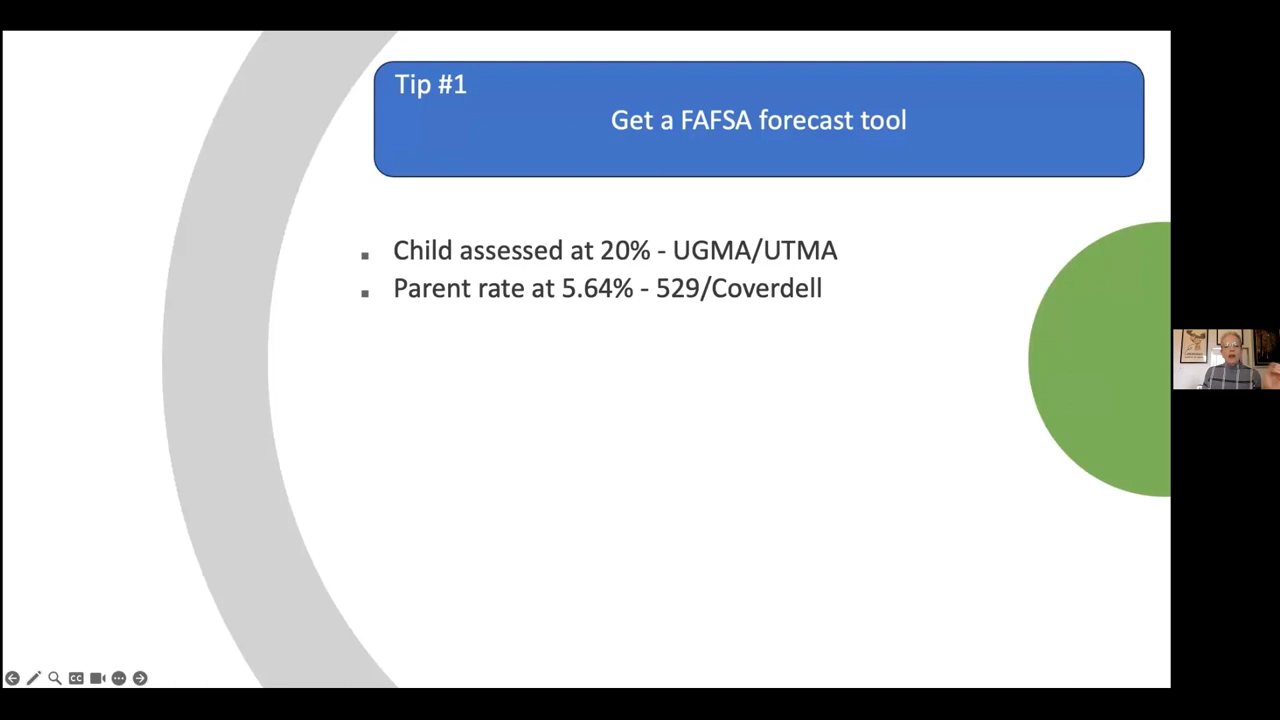 Tip #1
Get a FAFSA forecast tool
▪ Child assessed at 20% - UGMA/UTMA
▪ Parent rate at 5.64% - 529/Coverdell
CC